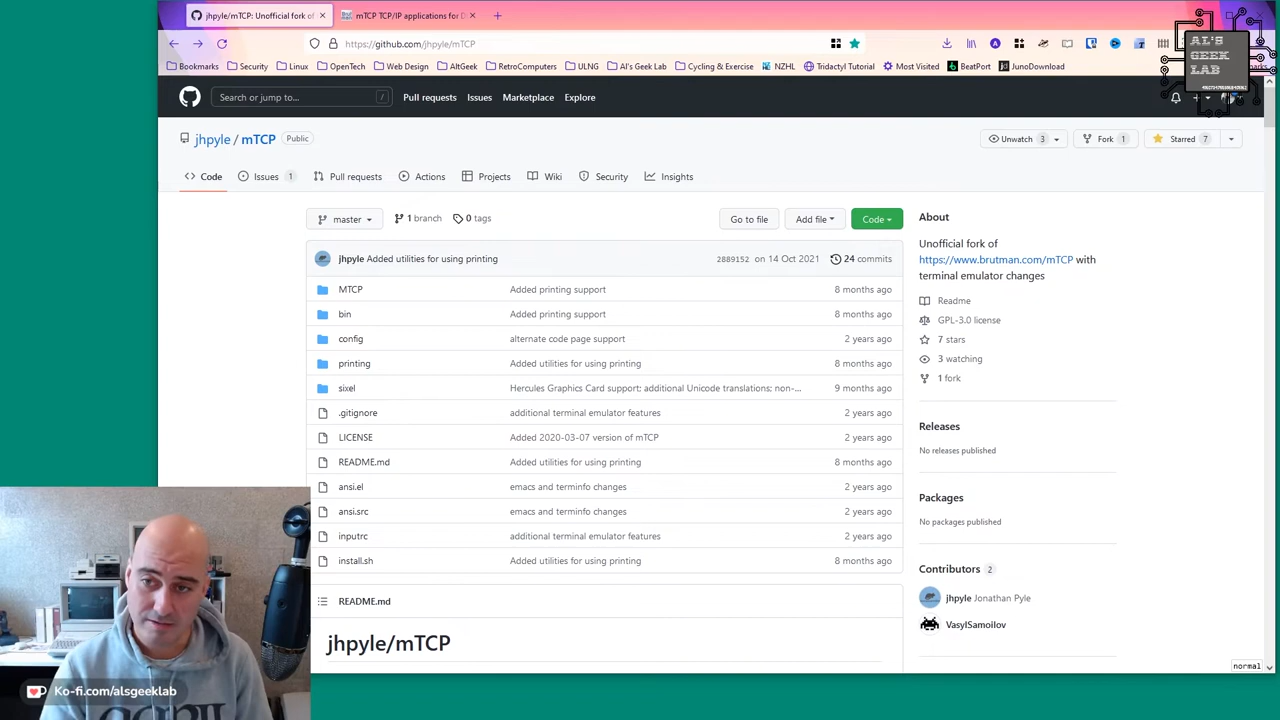 jhpyle/mTCP: Unofficial fork of
mTCP TCP/IP applications for D
https://github.com/jhpyle/mTCP
Bookmarks Security Linux OpenTech Web Design AltGeek Computers ULNG Al's Geek Lab Cycling & Exercise NZHL Tridactyl Tutorial Most Visited BeatPort JunoDownload
AL'S
GEEK
LAB
Search or jump to... /
Pull requests Issues Marketplace Explore
jhpyle / mTCP Public
Unwatch 3 Fork 1 Starred 7
Code Issues 1 Pull requests Actions Projects Wiki Security Insights
master 1 branch 0 tags Go to file Add file Code
jhpyle Added utilities for using printing 2889152 on 14 Oct 2021 24 commits
MTCP Added printing support 8 months ago
bin Added printing support 8 months ago
config alternate code page support 2 years ago
printing Added utilities for using printing 8 months ago
sixel Hercules Graphics Card support; additional Unicode translations; non-... 9 months ago
.gitignore additional terminal emulator features 2 years ago
LICENSE Added 2020-03-07 version of mTCP 2 years ago
README.md Added utilities for using printing 8 months ago
ansi.el emacs and terminfo changes 2 years ago
ansi.src emacs and terminfo changes 2 years ago
inputrc additional terminal emulator features 2 years ago
install.sh Added utilities for using printing 8 months ago
README.md
jhpyle/mTCP
About
Unofficial fork of
https://www.brutman.com/mTCP with
terminal emulator changes
Readme
GPL-3.0 license
7 stars
3 watching
1 fork
Releases
No releases published
Packages
No packages published
Contributors 2
jhpyle Jonathan Pyle
VasylSamoilov
normal
Ko-fi.com/alsgeeklab